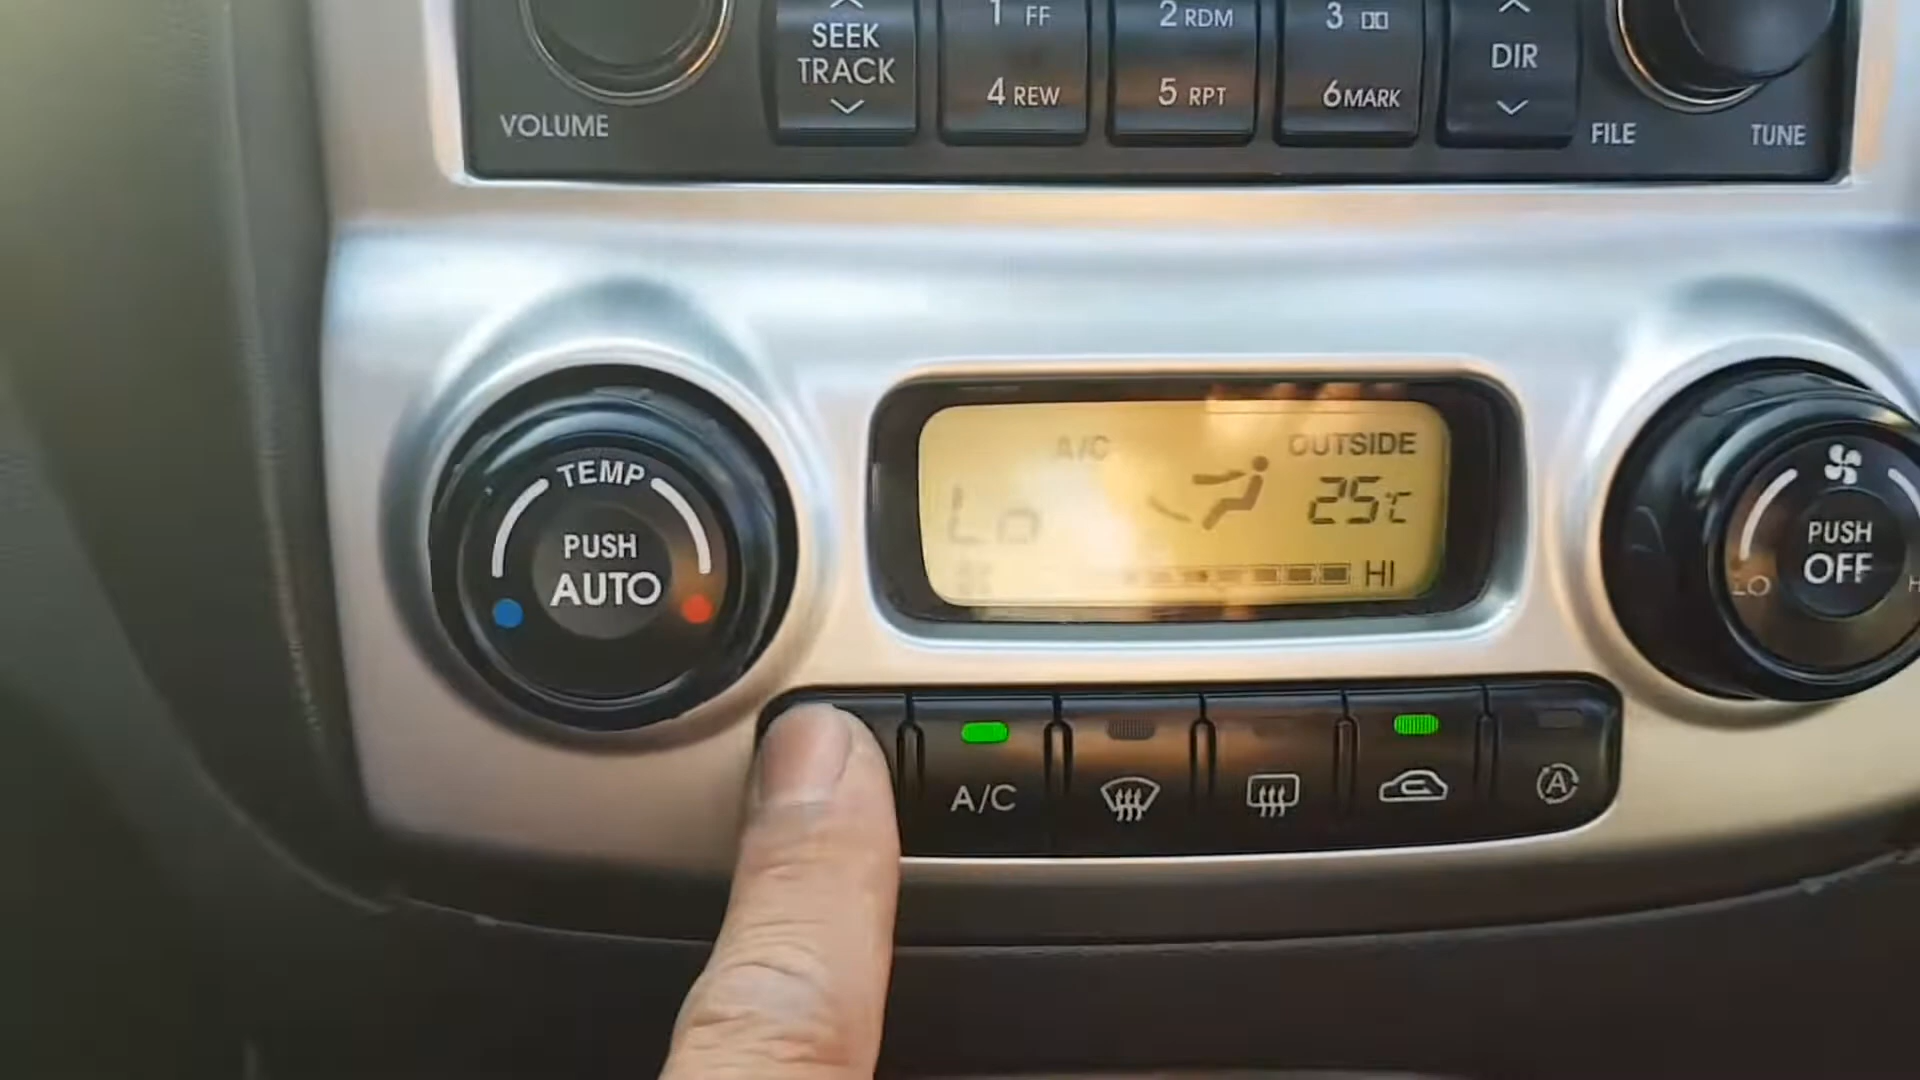 1 FF
2 RDM
3
SEEK
TRACK
DIR
4 REW
5 RPT
6 MARK
VOLUME
FILE
TUNE
TEMP
PUSH
AUTO
A/C
OUTSIDE
Lo
25°C
HI
PUSH
OFF
LO
H
A/C
A